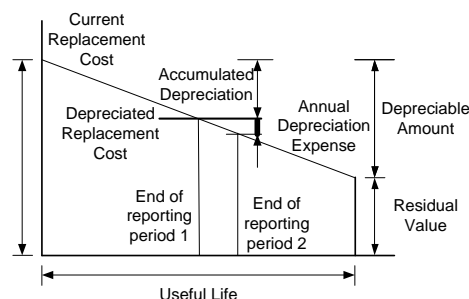 Current
Replacement
Cost
Accumulated
Depreciation
Depreciated
Replacement
Cost
Annual
Depreciation
Expense
Depreciable
Amount
End of
reporting
period 1
End of
reporting
period 2
Residual
Value
Useful Life